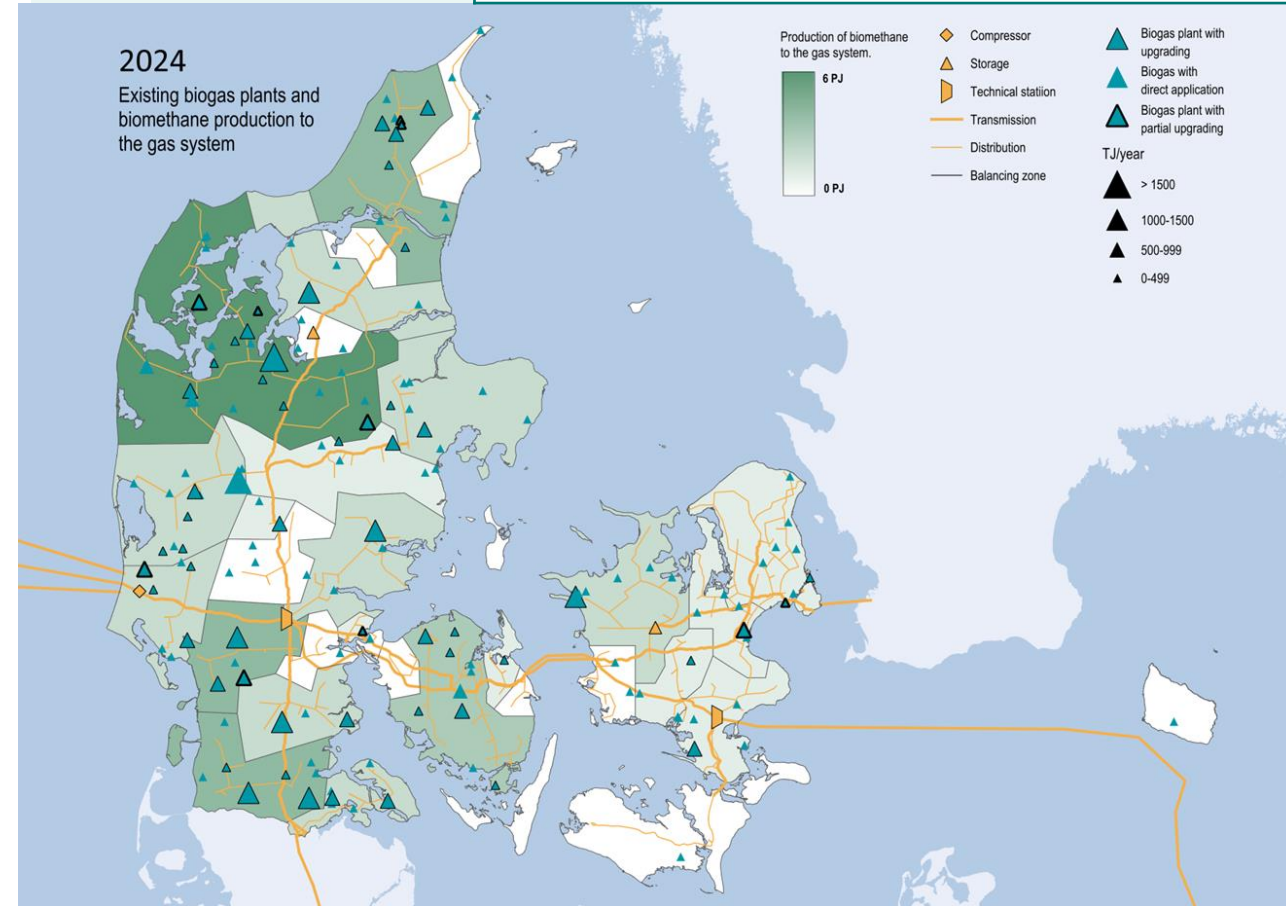 2024
Existing biogas plants and
biomethane production to
the gas system
Production of biomethane
to the gas system.
6 PJ
0 PJ
Compressor
Storage
Technical statiion
Transmission
Distribution
Balancing zone
Biogas plant with
upgrading
Biogas with
direct application
Biogas plant with
partial upgrading
TJ/year
> 1500
1000-1500
500-999
0-499